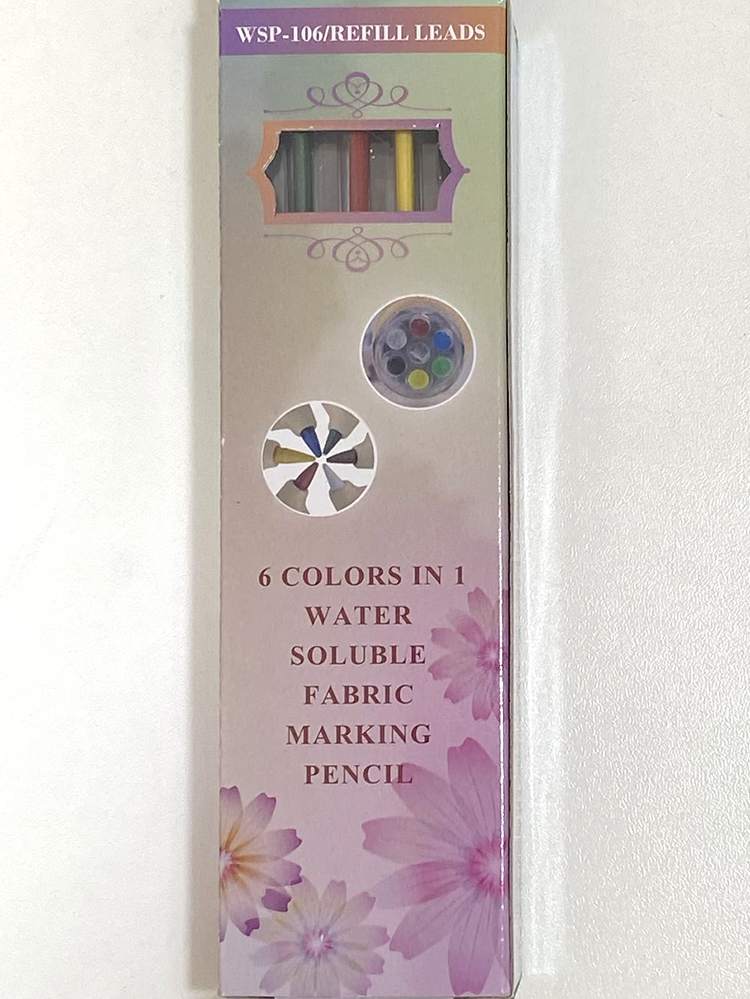 WSP-106/REFILL LEADS
6 COLORS IN 1
WATER
SOLUBLE
FABRIC
MARKING
PENCIL